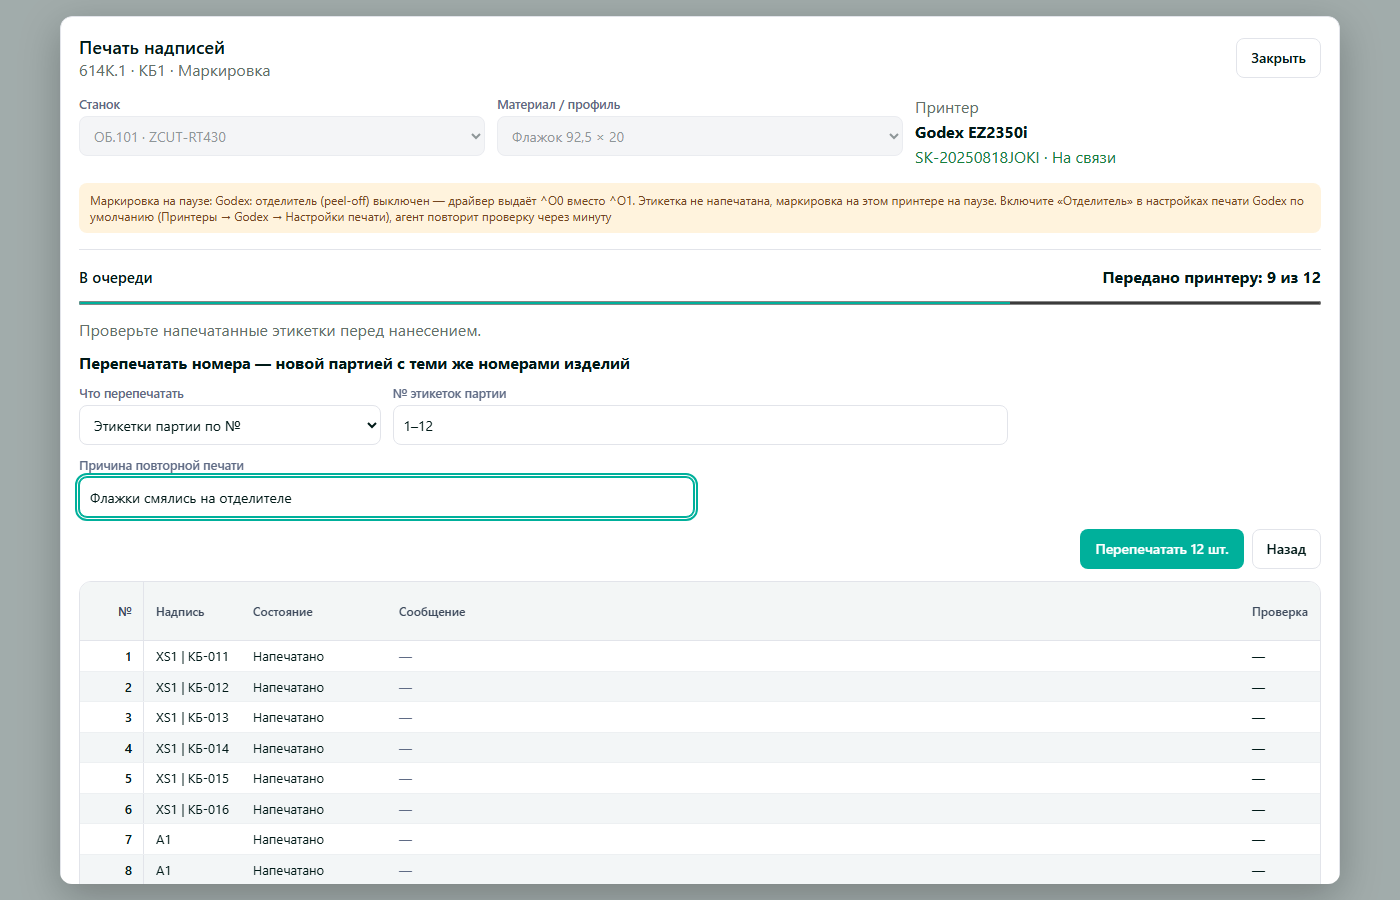 Печать надписей
614К.1 · КБ1 · Маркировка
Закрыть
Станок
Материал / профиль
Принтер
ОБ.101 · ZCUT-RT430
Флажок 92,5 × 20
Godex EZ2350i
SK-20250818JOKI · На связи
Маркировка на паузе: Godex: отделитель (peel-off) выключен — драйвер выдаёт ^O0 вместо ^O1. Этикетка не напечатана, маркировка на этом принтере на паузе. Включите «Отделитель» в настройках печати Godex по
умолчанию (Принтеры → Godex → Настройки печати), агент повторит проверку через минуту
В очереди
Передано принтеру: 9 из 12
Проверьте напечатанные этикетки перед нанесением.
Перепечатать номера — новой партией с теми же номерами изделий
Что перепечатать
№ этикеток партии
Этикетки партии по №
1–12
Причина повторной печати
Флажки смялись на отделителе
Перепечатать 12 шт.
Назад
№ Надпись Состояние Сообщение Проверка
1 XS1 | КБ-011 Напечатано — —
2 XS1 | КБ-012 Напечатано — —
3 XS1 | КБ-013 Напечатано — —
4 XS1 | КБ-014 Напечатано — —
5 XS1 | КБ-015 Напечатано — —
6 XS1 | КБ-016 Напечатано — —
7 A1 Напечатано — —
8 A1 Напечатано — —